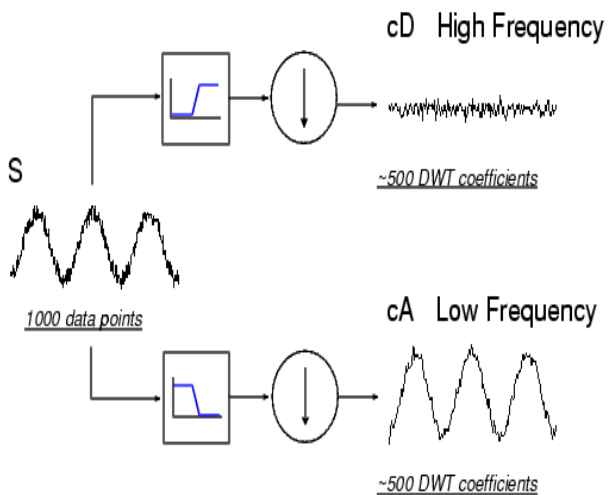 cD High Frequency
~500 DWT coefficients
S
1000 data points
cA Low Frequency
~500 DWT coefficients